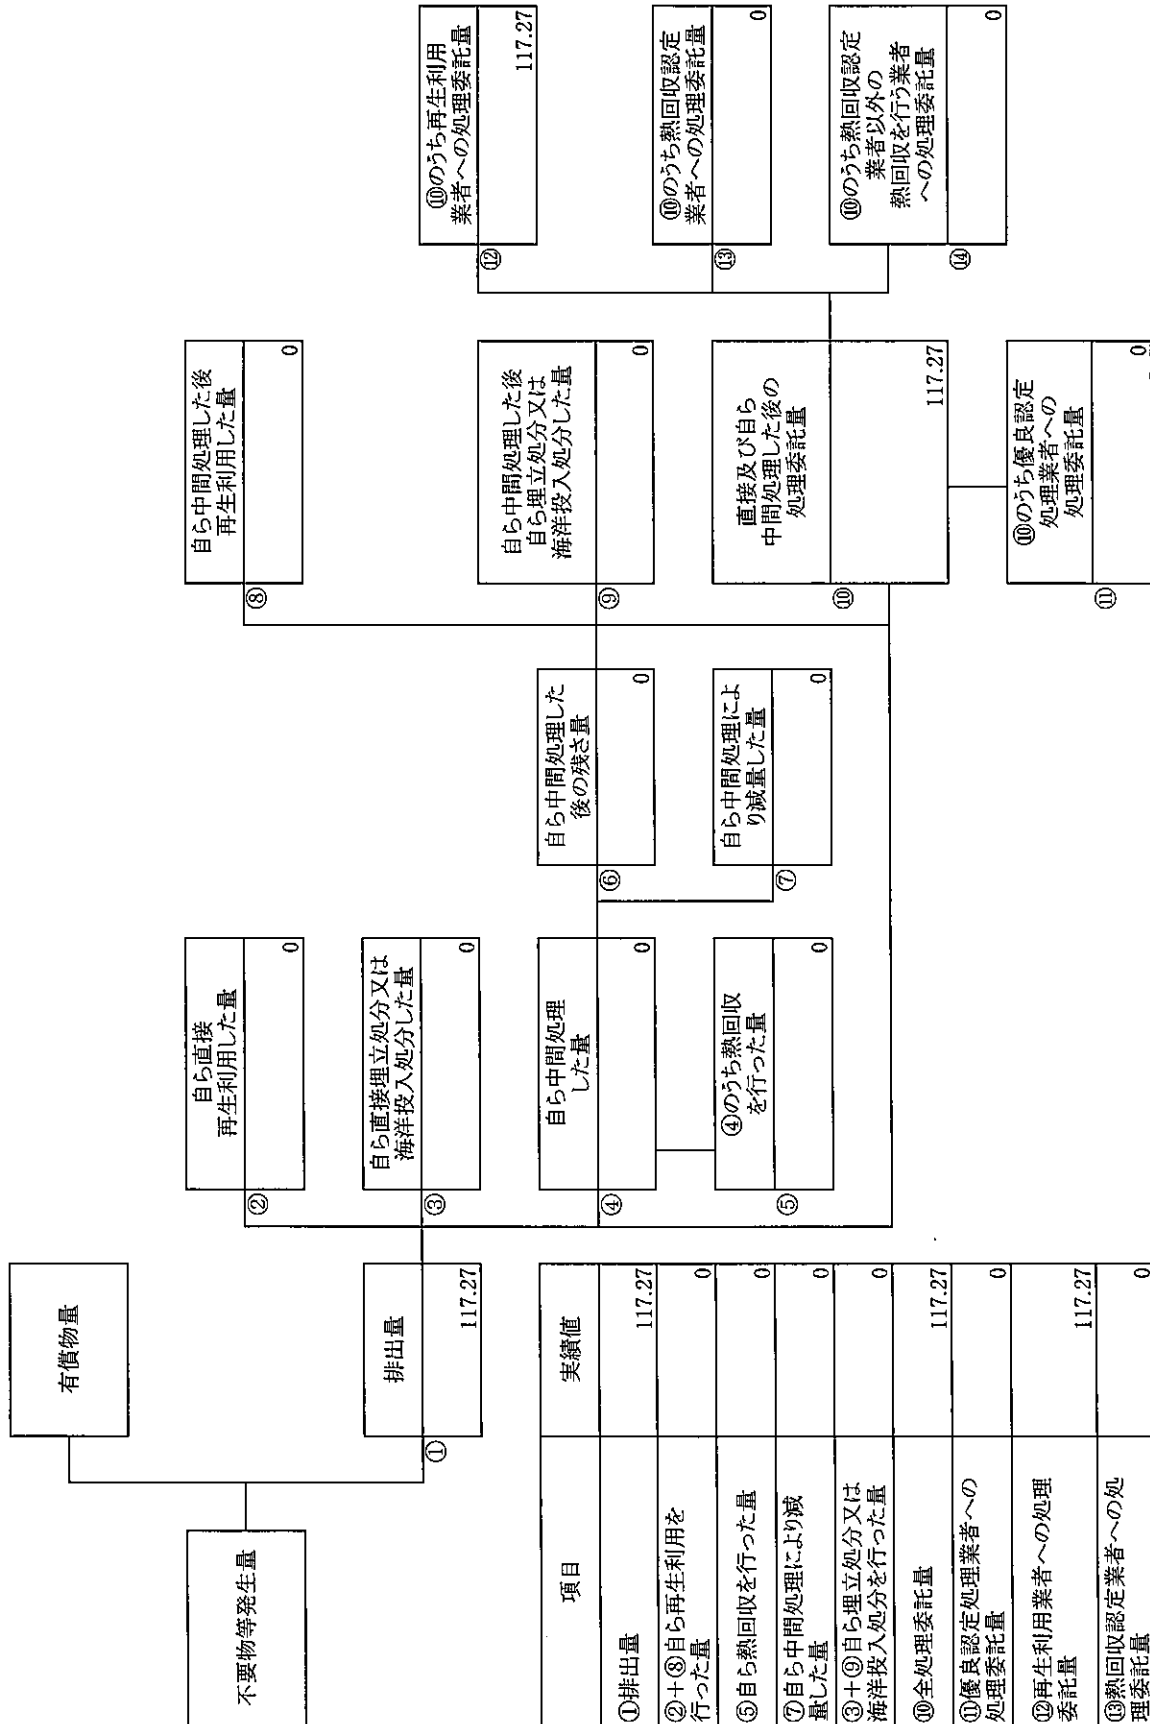 不要物等発生量
有償物量
排出量
①
117.27
②
自ら直接
再生利用した量
0
③
自ら直接埋立処分又は
海洋投入処分した量
0
④
自ら中間処理
した量
0
⑤
④のうち熱回収
を行った量
0
⑥
自ら中間処理した
後の残さ量
0
⑦
自ら中間処理によ
り減量した量
0
⑧
自ら中間処理した後
再生利用した量
0
⑨
自ら中間処理した後
自ら埋立処分又は
海洋投入処分した量
0
⑩
直接及び自ら
中間処理した後の
処理委託量
117.27
⑪
⑩のうち優良認定
処理業者への
処理委託量
0
⑫
⑩のうち再生利用
業者への処理委託量
117.27
⑬
⑩のうち熱回収認定
業者への処理委託量
0
⑭
⑩のうち熱回収認定
業者以外の
熱回収を行う業者
への処理委託量
0
項目 実績値
①排出量 117.27
②+⑧自ら再生利用を
行った量 0
⑤自ら熱回収を行った量 0
⑦自ら中間処理により減
量した量 0
③+⑨自ら埋立処分又は
海洋投入処分を行った量 0
⑩全処理委託量 117.27
⑪優良認定処理業者への
処理委託量 0
⑫再生利用業者への処理
委託量 117.27
⑬熱回収認定業者への処
理委託量 0